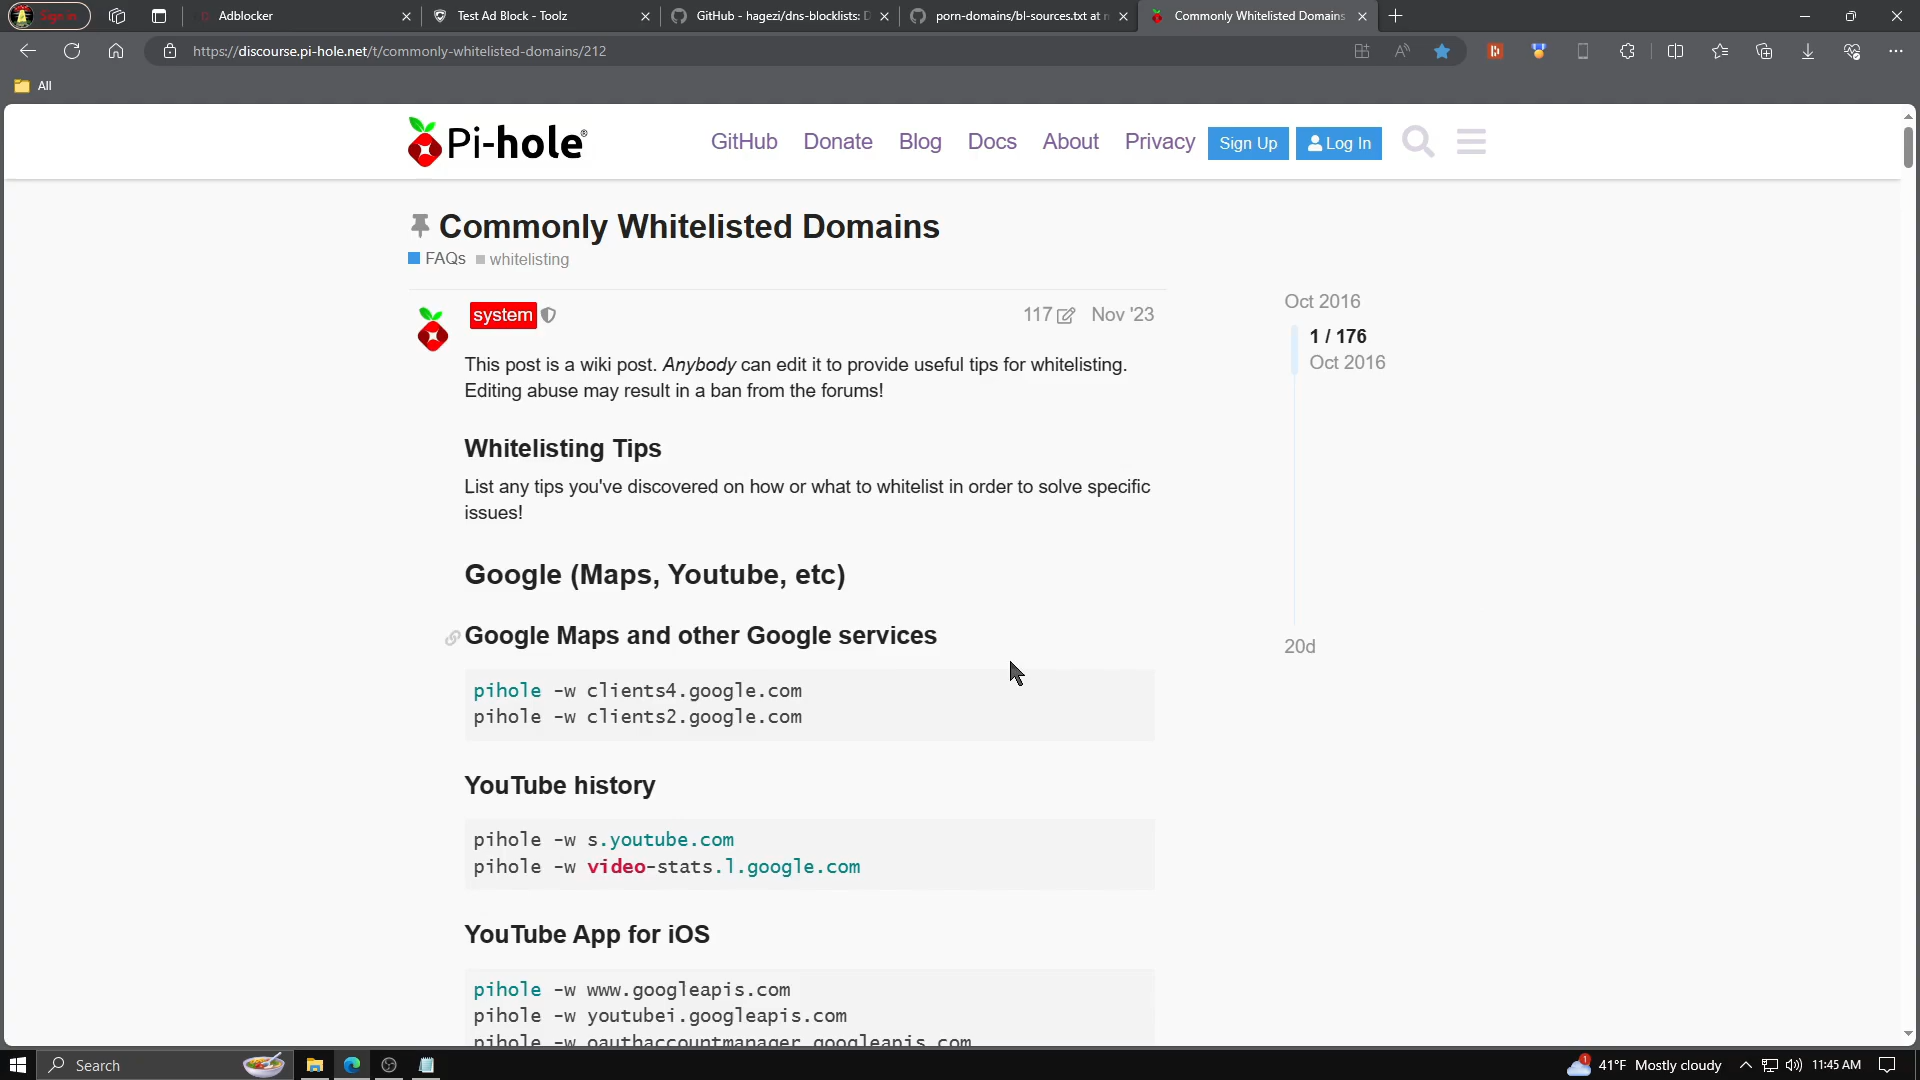 Sign in
Adblocker
Test Ad Block - Toolz
GitHub - hagezi/dns-blocklists: D
porn-domains/bl-sources.txt at
Commonly Whitelisted Domains
https://discourse.pi-hole.net/t/commonly-whitelisted-domains/212
All
Pi-hole®
GitHub Donate Blog Docs About Privacy Sign Up Log In
Commonly Whitelisted Domains
FAQs whitelisting
system 117 Nov '23
Oct 2016
1 / 176
Oct 2016
20d
This post is a wiki post. Anybody can edit it to provide useful tips for whitelisting.
Editing abuse may result in a ban from the forums!
Whitelisting Tips
List any tips you've discovered on how or what to whitelist in order to solve specific
issues!
Google (Maps, Youtube, etc)
Google Maps and other Google services
pihole -w clients4.google.com
pihole -w clients2.google.com
YouTube history
pihole -w s.youtube.com
pihole -w video-stats.l.google.com
YouTube App for iOS
pihole -w www.googleapis.com
pihole -w youtubei.googleapis.com
pihole -w oauthaccountmanager.googleapis.com
Search
1
41°F Mostly cloudy
11:45 AM